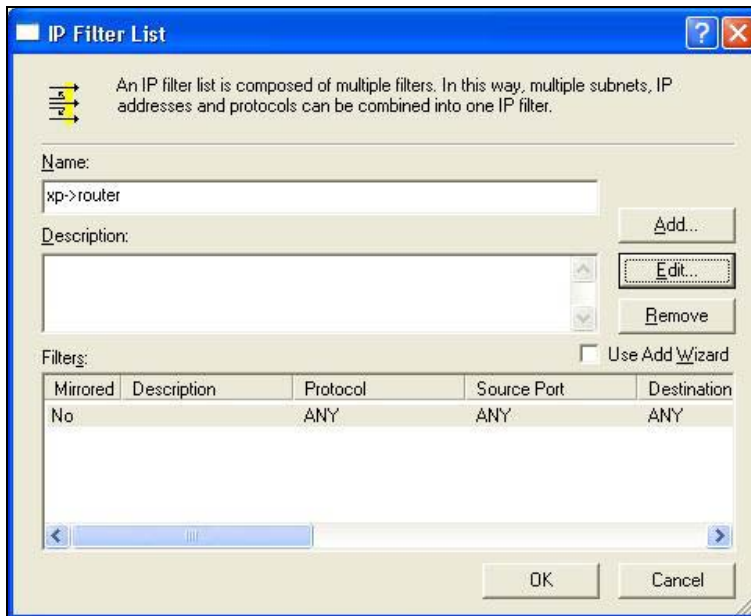 IP Filter List
An IP filter list is composed of multiple filters. In this way, multiple subnets, IP
addresses and protocols can be combined into one IP filter.
Name:
xp->router
Add...
Description:
Edit...
Remove
Filters:
Use Add Wizard
Mirrored Description Protocol Source Port Destination
No ANY ANY ANY
OK Cancel